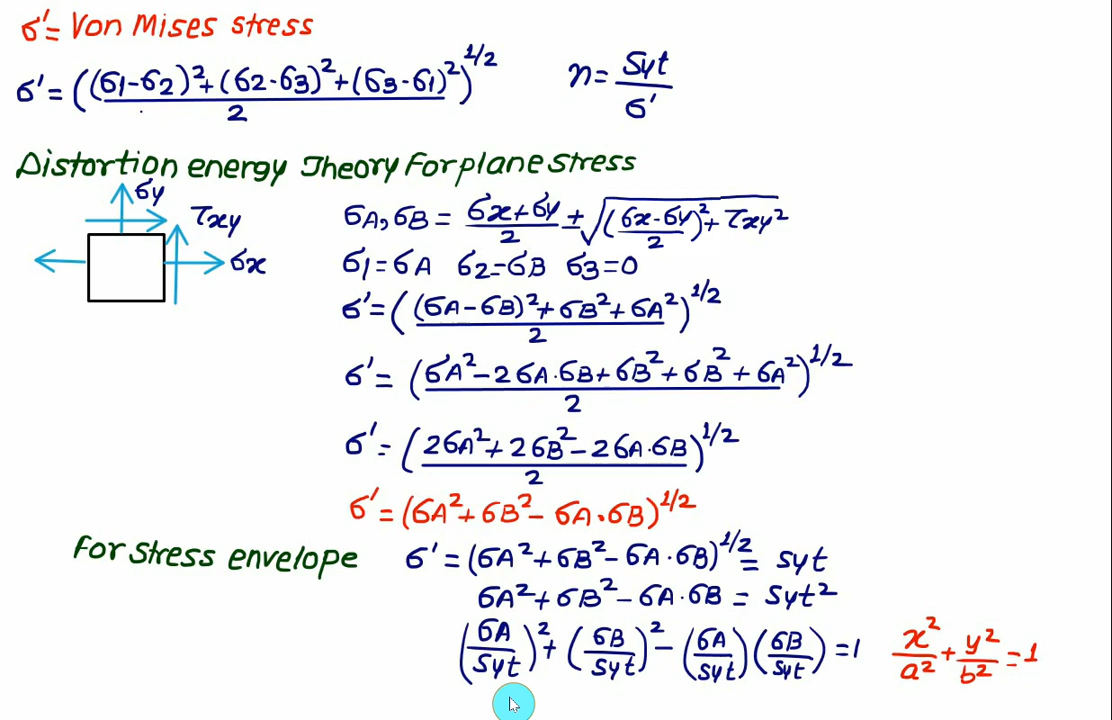 σ' = Von Mises stress
σ' = (((σ1-σ2)²+(σ2-σ3)²+(σ3-σ1)²)/2)^1/2 n = Syt/σ'
Distortion energy Theory For plane stress
σy
τxy
σx
σA,σB = (σx+σy)/2 ± √((σx-σy)/2)²+τxy²
σ1=σA σ2=σB σ3=0
σ'=(((σA-σB)²+σB²+σA²)/2)^1/2
σ' = ((σA²-2σA.σB+σB²+σB²+σA²)/2)^1/2
σ' = ((2σA²+2σB²-2σA.σB)/2)^1/2
σ'=(σA²+σB²-σA.σB)^1/2
For stress envelope σ'=(σA²+σB²-σA.σB)^1/2 = syt
σA²+σB²-σA.σB = syt²
(σA/syt)²+(σB/syt)²-(σA/syt)(σB/syt)=1 x²/a²+y²/b²=1